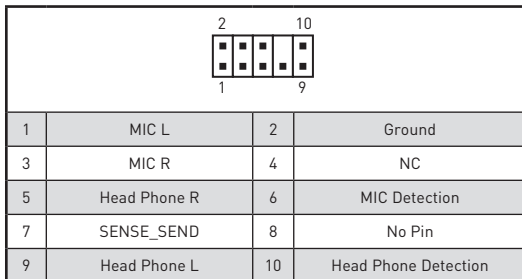 2 10
1 9
1 MIC L 2 Ground
3 MIC R 4 NC
5 Head Phone R 6 MIC Detection
7 SENSE_SEND 8 No Pin
9 Head Phone L 10 Head Phone Detection